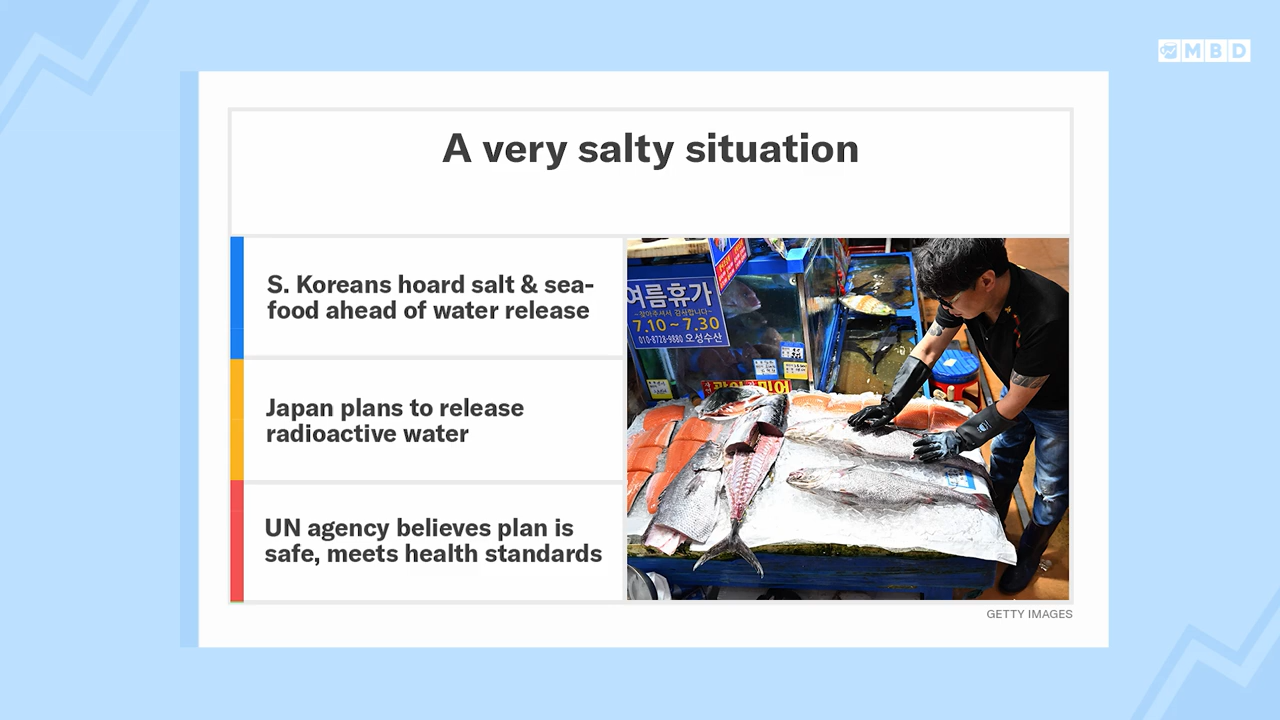 MBD
A very salty situation
S. Koreans hoard salt & sea-
food ahead of water release
Japan plans to release
radioactive water
UN agency believes plan is
safe, meets health standards
여름휴가
7.10~7.30
010-8728-9880 오성수산
GETTY IMAGES